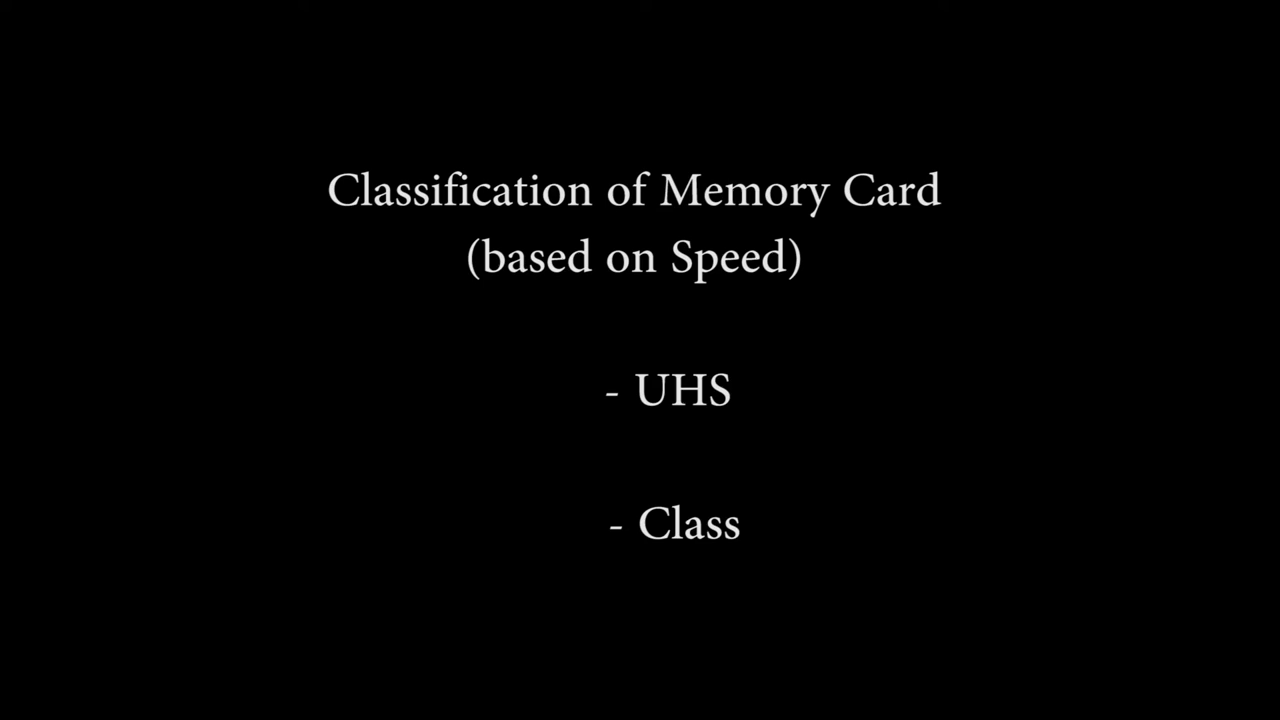 Classification of Memory Card
(based on Speed)
- UHS
- Class